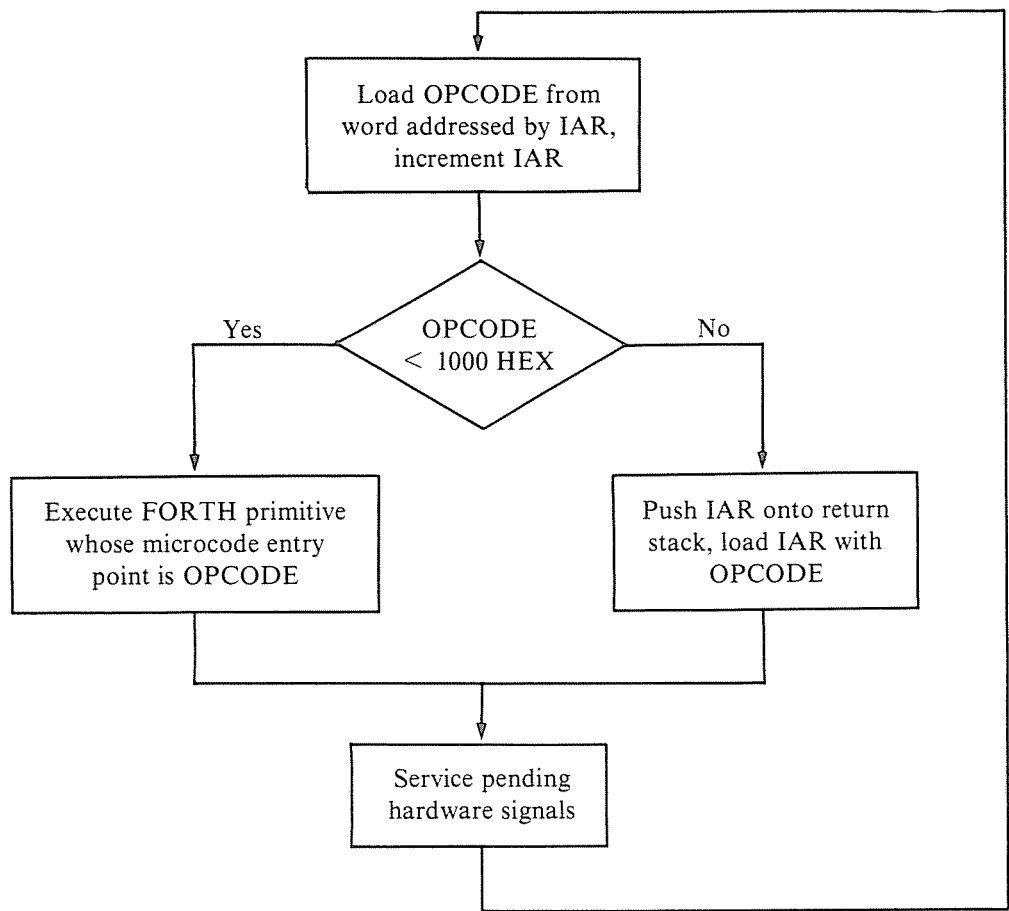 Load OPCODE from
word addressed by IAR,
increment IAR
OPCODE
< 1000 HEX
Yes
No
Execute FORTH primitive
whose microcode entry
point is OPCODE
Push IAR onto return
stack, load IAR with
OPCODE
Service pending
hardware signals